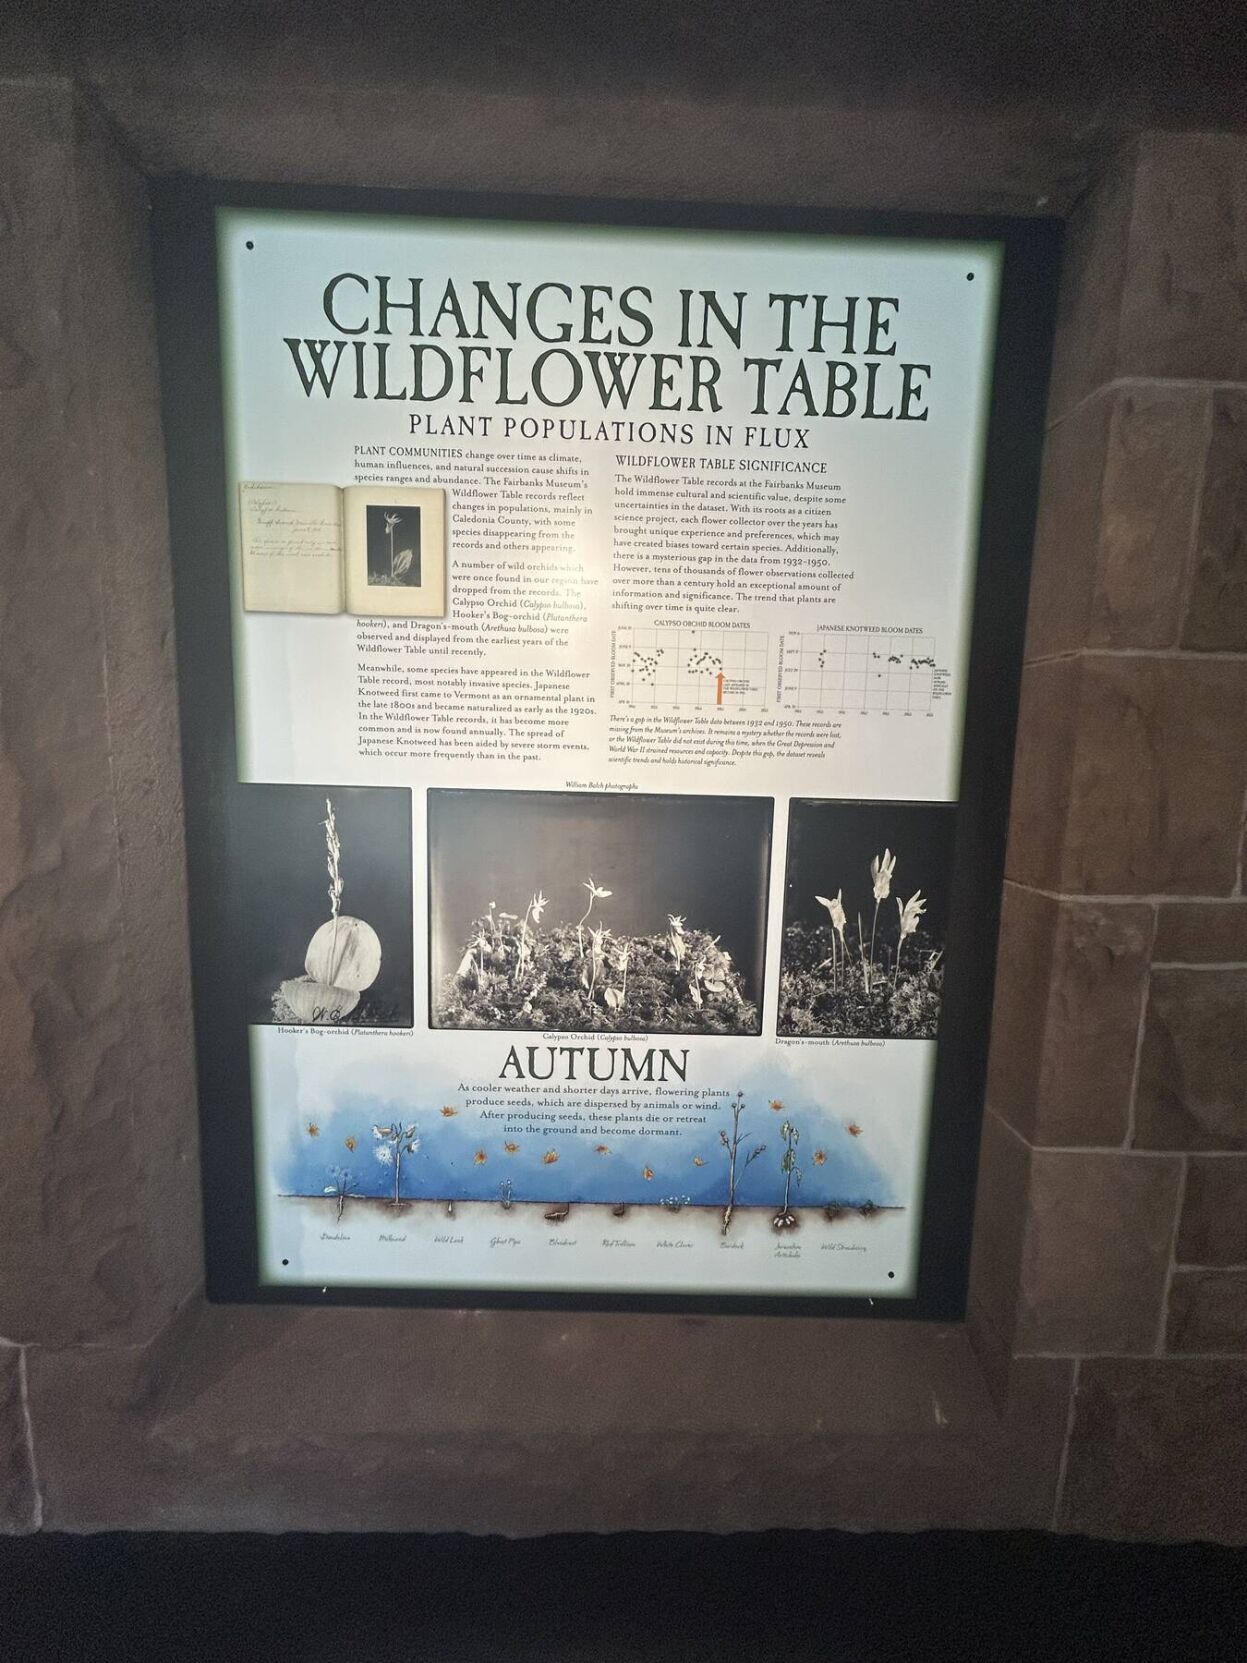 CHANGES IN THE
WILDFLOWER TABLE
PLANT POPULATIONS IN FLUX
PLANT COMMUNITIES change over time as climate,
human influences, and natural succession cause shifts in
species ranges and abundance. The Fairbanks Museum's
Wildflower Table records reflect
changes in populations, mainly in
Caledonia County, with some
species disappearing from the
records and others appearing.
A number of wild orchids which
were once found in our region have
dropped from the records. The
Calypso Orchid (Calypso bulbosa),
Hooker's Bog-orchid (Platanthera
hookeri), and Dragon's-mouth (Arethusa bulbosa) were
observed and displayed from the earliest years of the
Wildflower Table until recently.
Meanwhile, some species have appeared in the Wildflower
Table record, most notably invasive species. Japanese
Knotweed first came to Vermont as an ornamental plant in
the late 1800s and became naturalized as early as the 1920s.
In the Wildflower Table records, it has become more
common and is now found annually. The spread of
Japanese Knotweed has been aided by severe storm events,
which occur more frequently than in the past.
WILDFLOWER TABLE SIGNIFICANCE
The Wildflower Table records at the Fairbanks Museum
hold immense cultural and scientific value, despite some
uncertainties in the dataset. With its roots as a citizen
science project, each flower collector over the years has
brought unique experience and preferences, which may
have created biases toward certain species. Additionally,
there is a mysterious gap in the data from 1932-1950.
However, tens of thousands of flower observations collected
over more than a century hold an exceptional amount of
information and significance. The trend that plants are
shifting over time is quite clear.
CALYPSO ORCHID BLOOM DATES
FIRST OBSERVED BLOOM DATE
JAPANESE KNOTWEED BLOOM DATES
FIRST OBSERVED BLOOM DATE
There's a gap in the Wildflower Table data between 1932 and 1950. These records are
missing from the Museum's archives. It remains a mystery whether the records were lost,
or the Wildflower Table did not exist during this time, when the Great Depression and
World War II strained resources and capacity. Despite this gap, the dataset reveals
scientific trends and holds historical significance.
William Balch photographs
Hooker's Bog-orchid (Platanthera hookeri)
Calypso Orchid (Calypso bulbosa)
Dragon's-mouth (Arethusa bulbosa)
AUTUMN
As cooler weather and shorter days arrive, flowering plants
produce seeds, which are dispersed by animals or wind.
After producing seeds, these plants die or retreat
into the ground and become dormant.
Dandelion Milkweed Wild Leek Ghost Pipe Bloodroot Red Trillium White Clover Burdock Jerusalem Artichoke Wild Strawberry